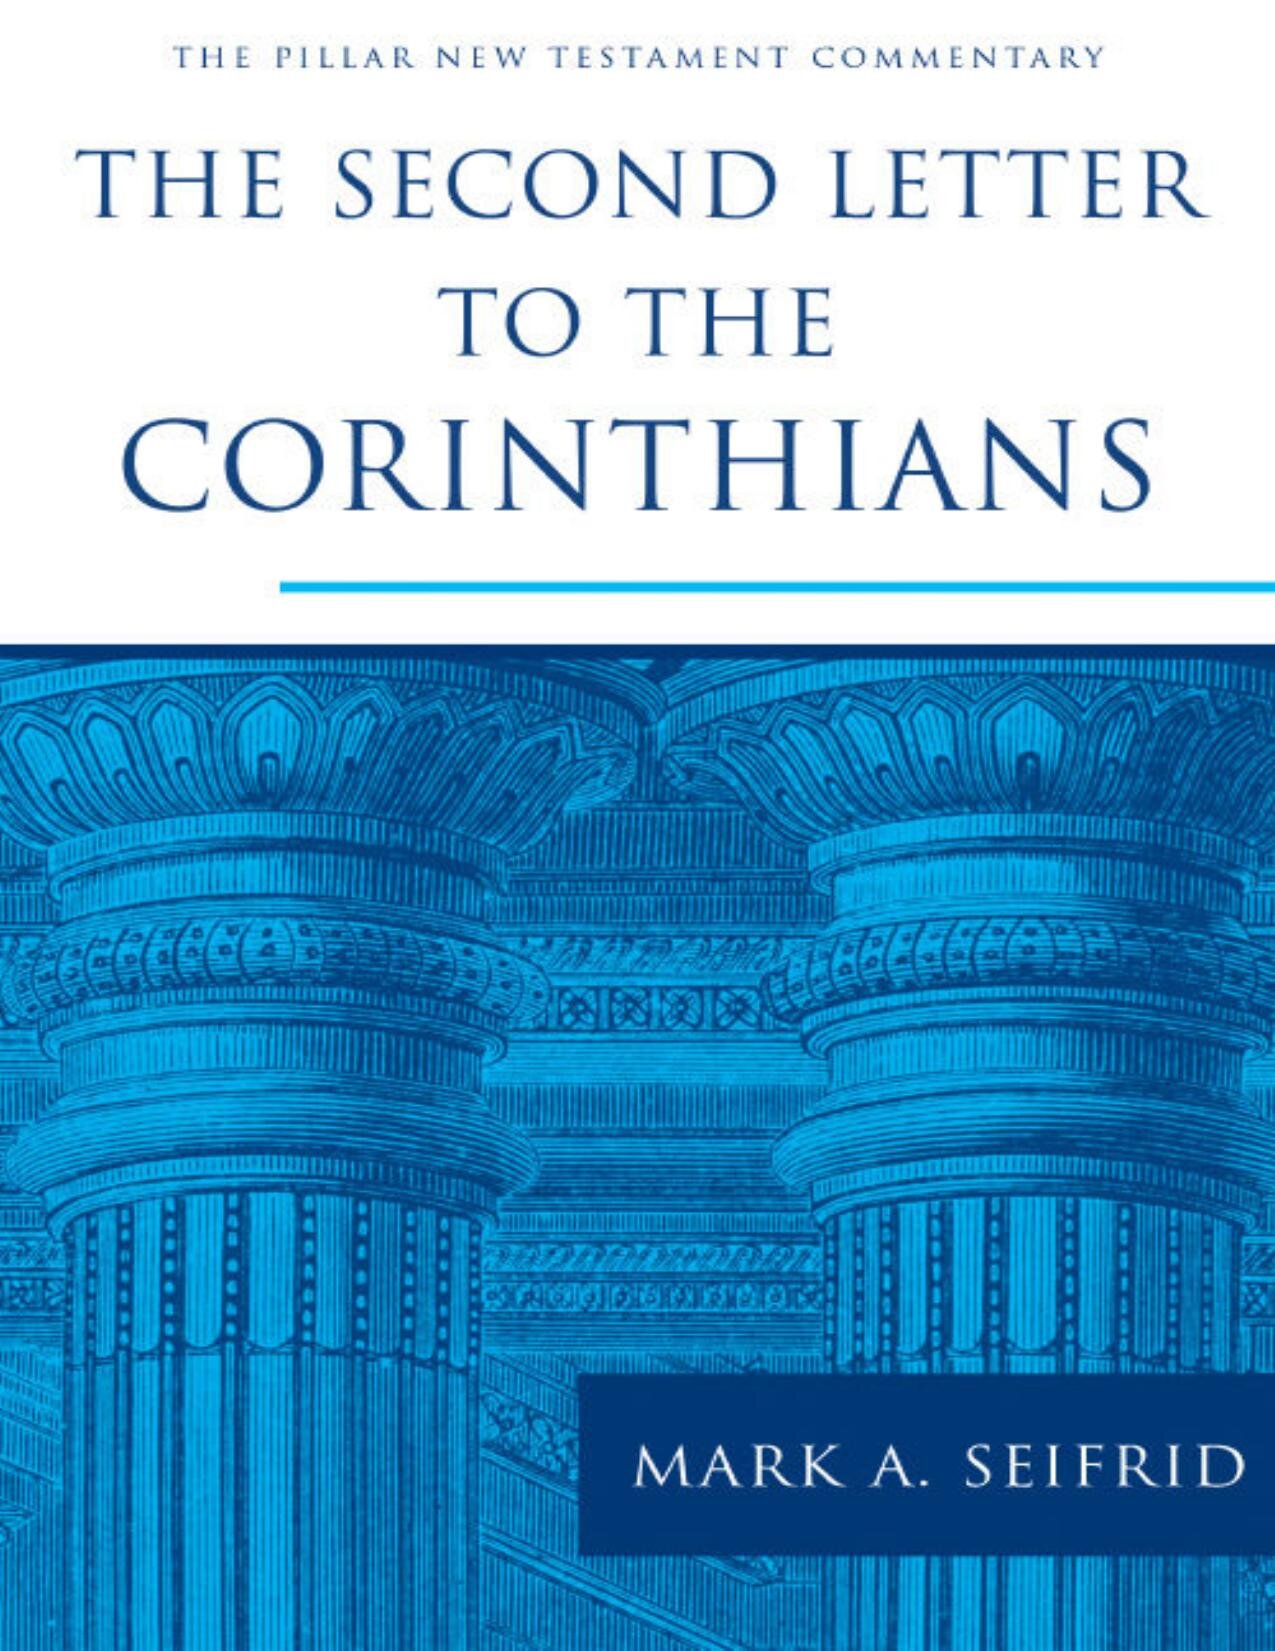 THE PILLAR NEW TESTAMENT COMMENTARY
THE SECOND LETTER
TO THE
CORINTHIANS
MARK A. SEIFRID